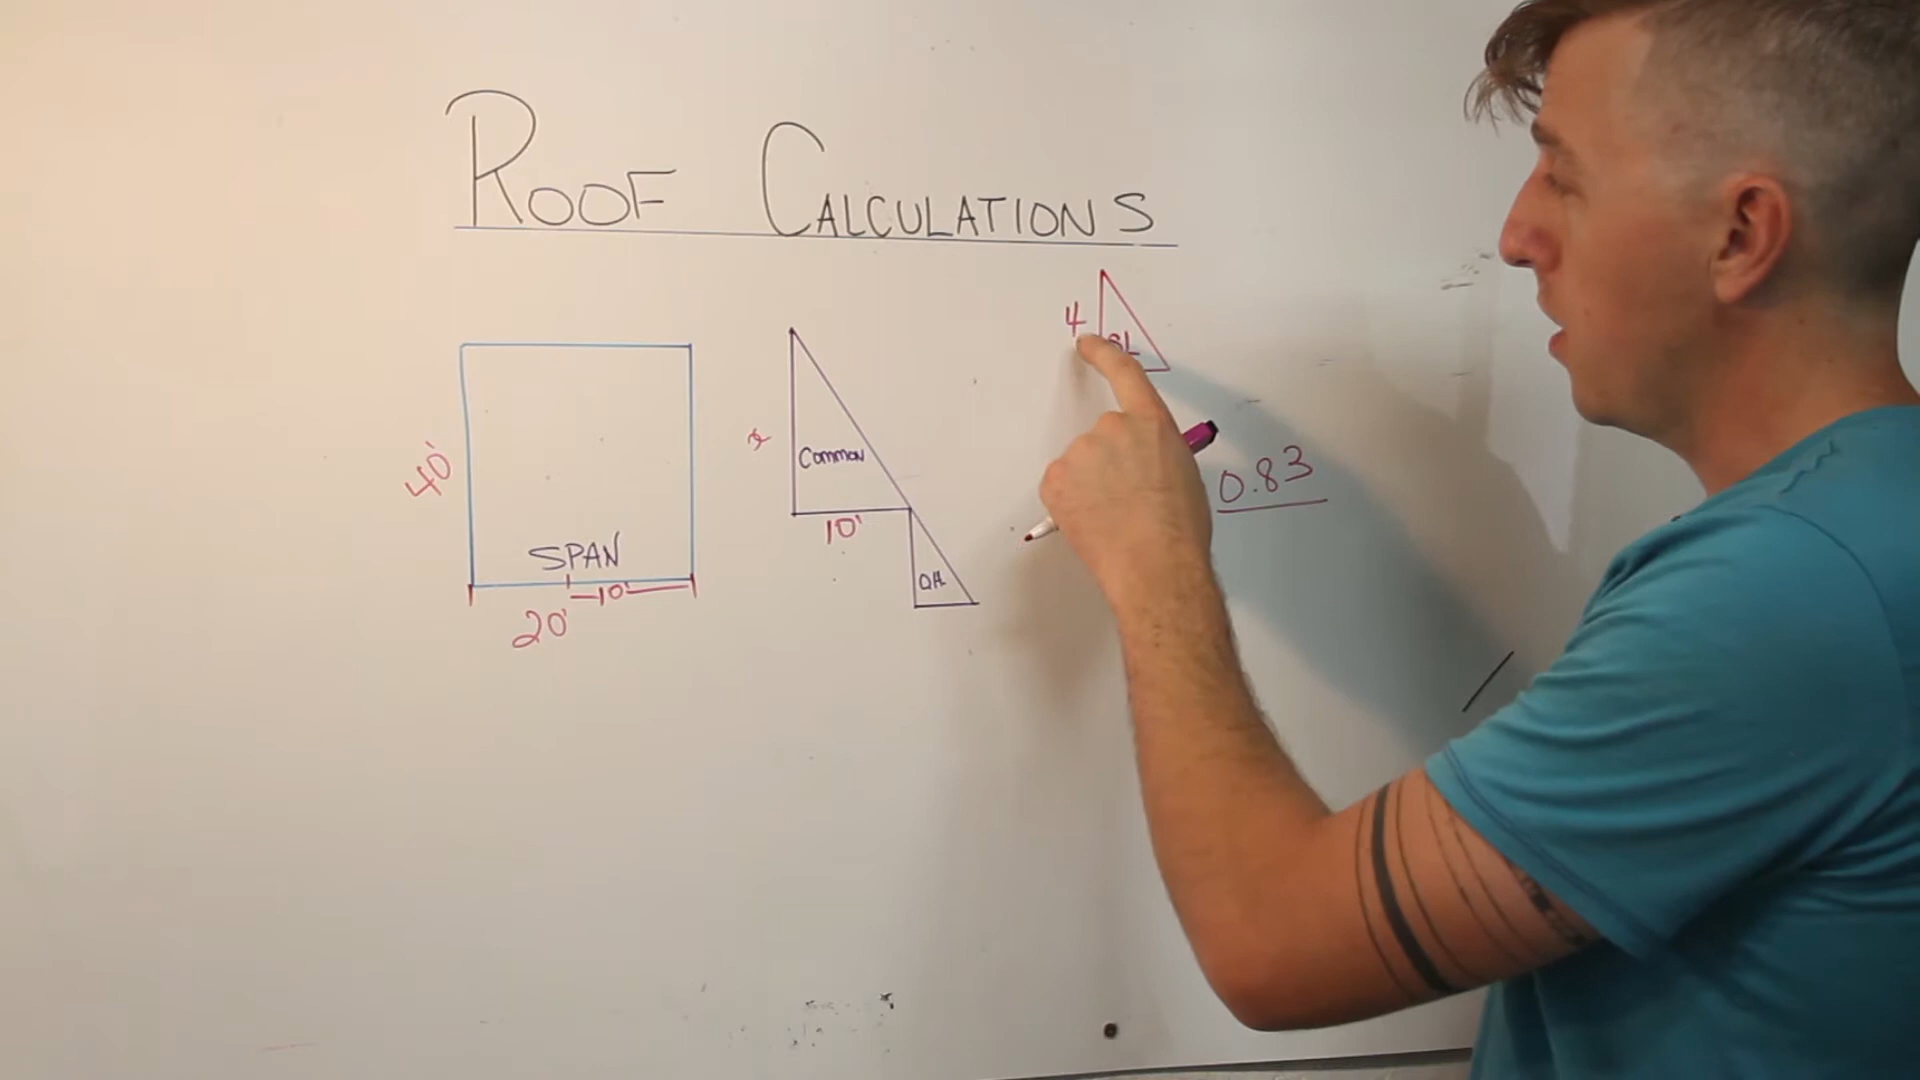 ROOF CALCULATIONS
4
40'
SPAN
10'
20'
x
Common
10'
OH
0.83